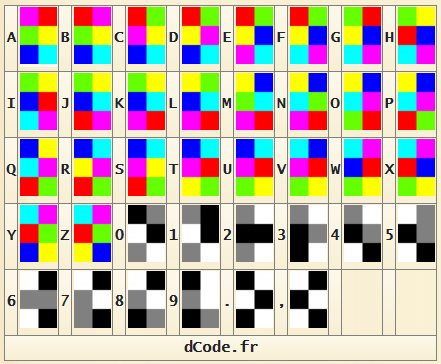 A B C D E F G H
I J K L M N O P
Q R S T U V W X
Y Z 0 1 2 3 4 5
6 7 8 9 . ,
dCode.fr